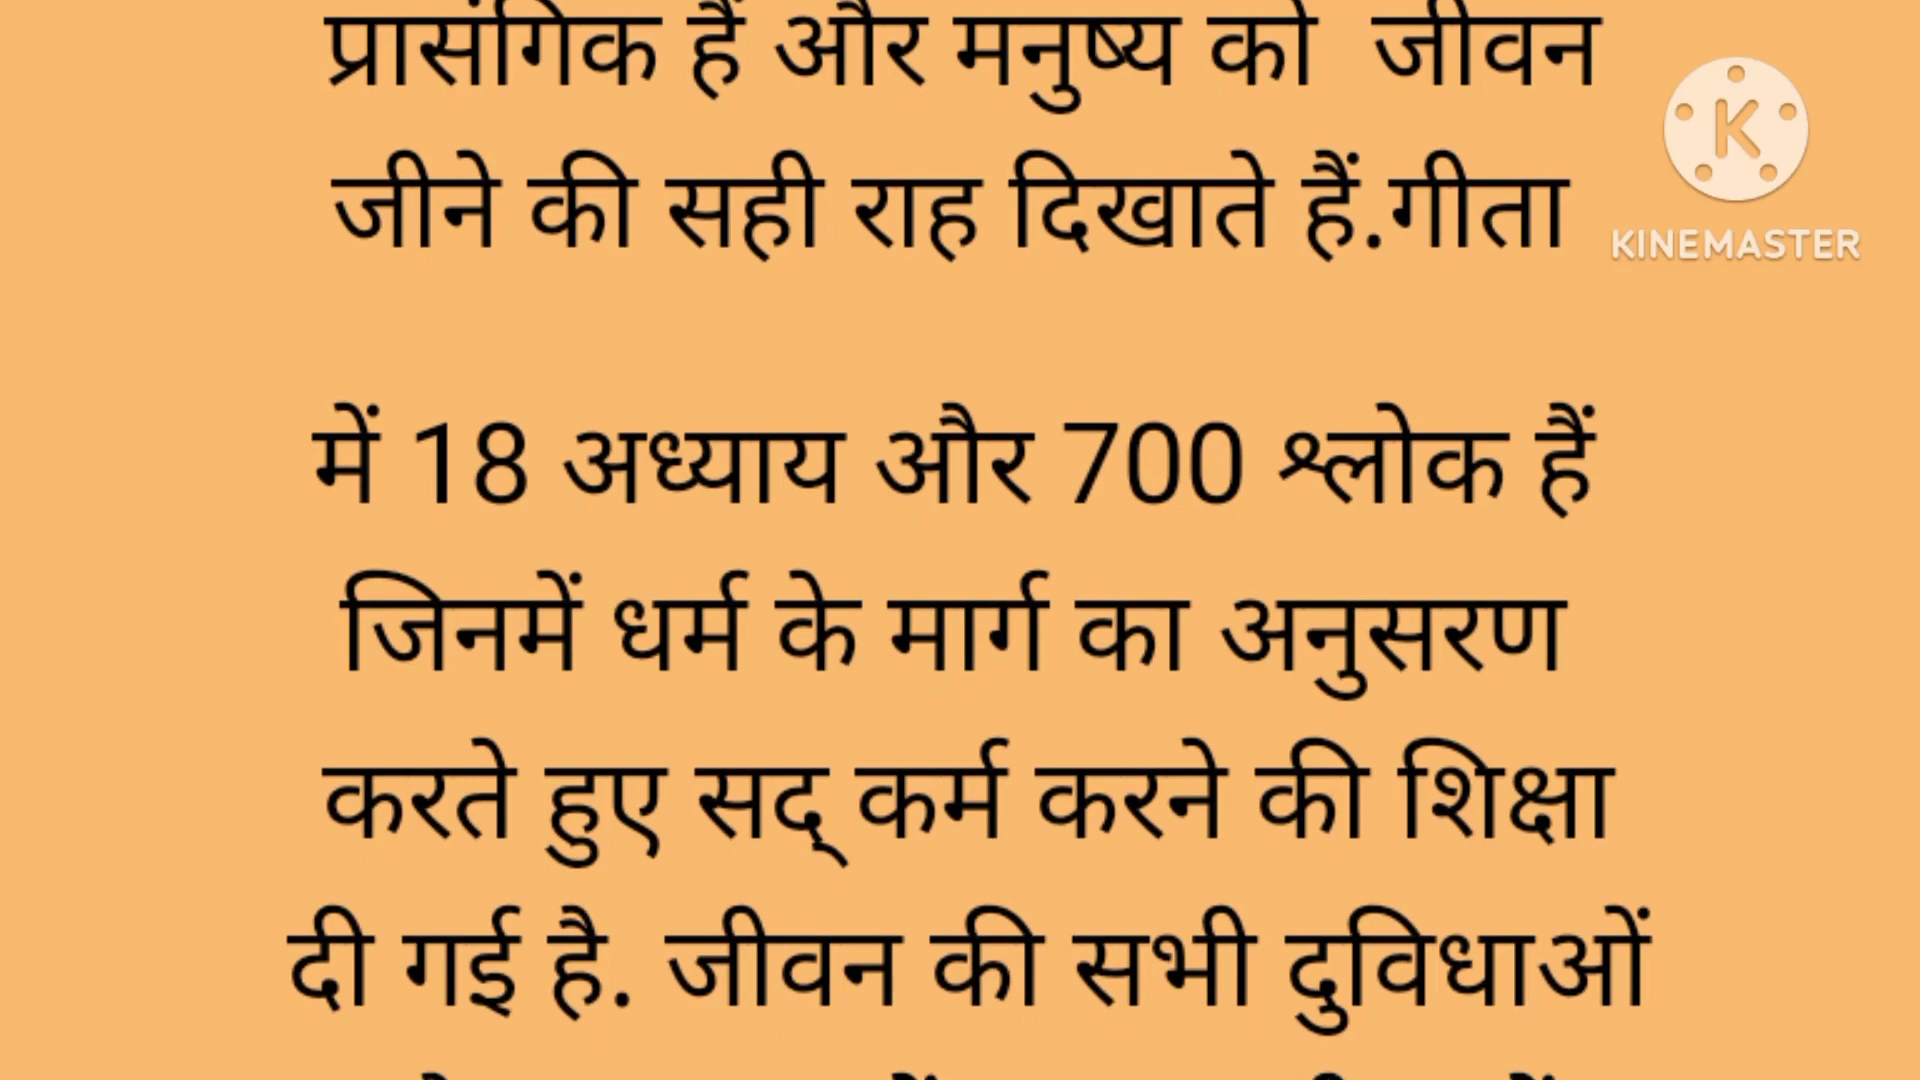 प्रासंगिक हैं और मनुष्य को जीवन
जीने की सही राह दिखाते हैं.गीता
KINEMASTER
में 18 अध्याय और 700 श्लोक हैं
जिनमें धर्म के मार्ग का अनुसरण
करते हुए सद् कर्म करने की शिक्षा
दी गई है. जीवन की सभी दुविधाओं